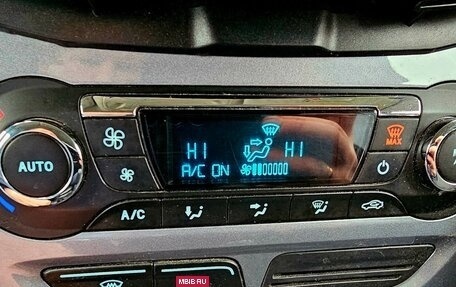 HI HI
MAX
AUTO
A/C ON
A/C
MBIB.RU